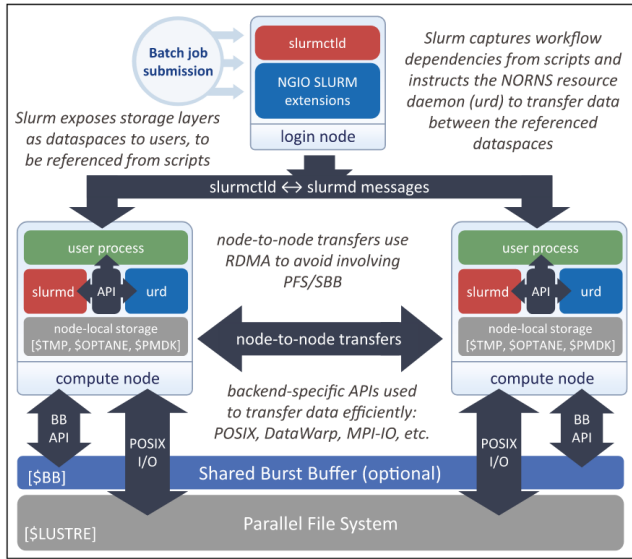 Batch job
submission
slurmctld
NGIO SLURM
extensions
login node
Slurm captures workflow
dependencies from scripts and
instructs the NORNS resource
daemon (urd) to transfer data
between the referenced
dataspaces
Slurm exposes storage layers
as dataspaces to users, to
be referenced from scripts
slurmctld ↔ slurmd messages
user process
slurmd
API
urd
node-local storage
[$TMP, $OPTANE, $PMDK]
compute node
node-to-node transfers use
RDMA to avoid involving
PFS/SBB
node-to-node transfers
user process
slurmd
API
urd
node-local storage
[$TMP, $OPTANE, $PMDK]
compute node
backend-specific APIs used
to transfer data efficiently:
POSIX, DataWarp, MPI-IO, etc.
BB
API
POSIX
I/O
POSIX
I/O
BB
API
[$BB]
Shared Burst Buffer (optional)
Parallel File System
[$LUSTRE]